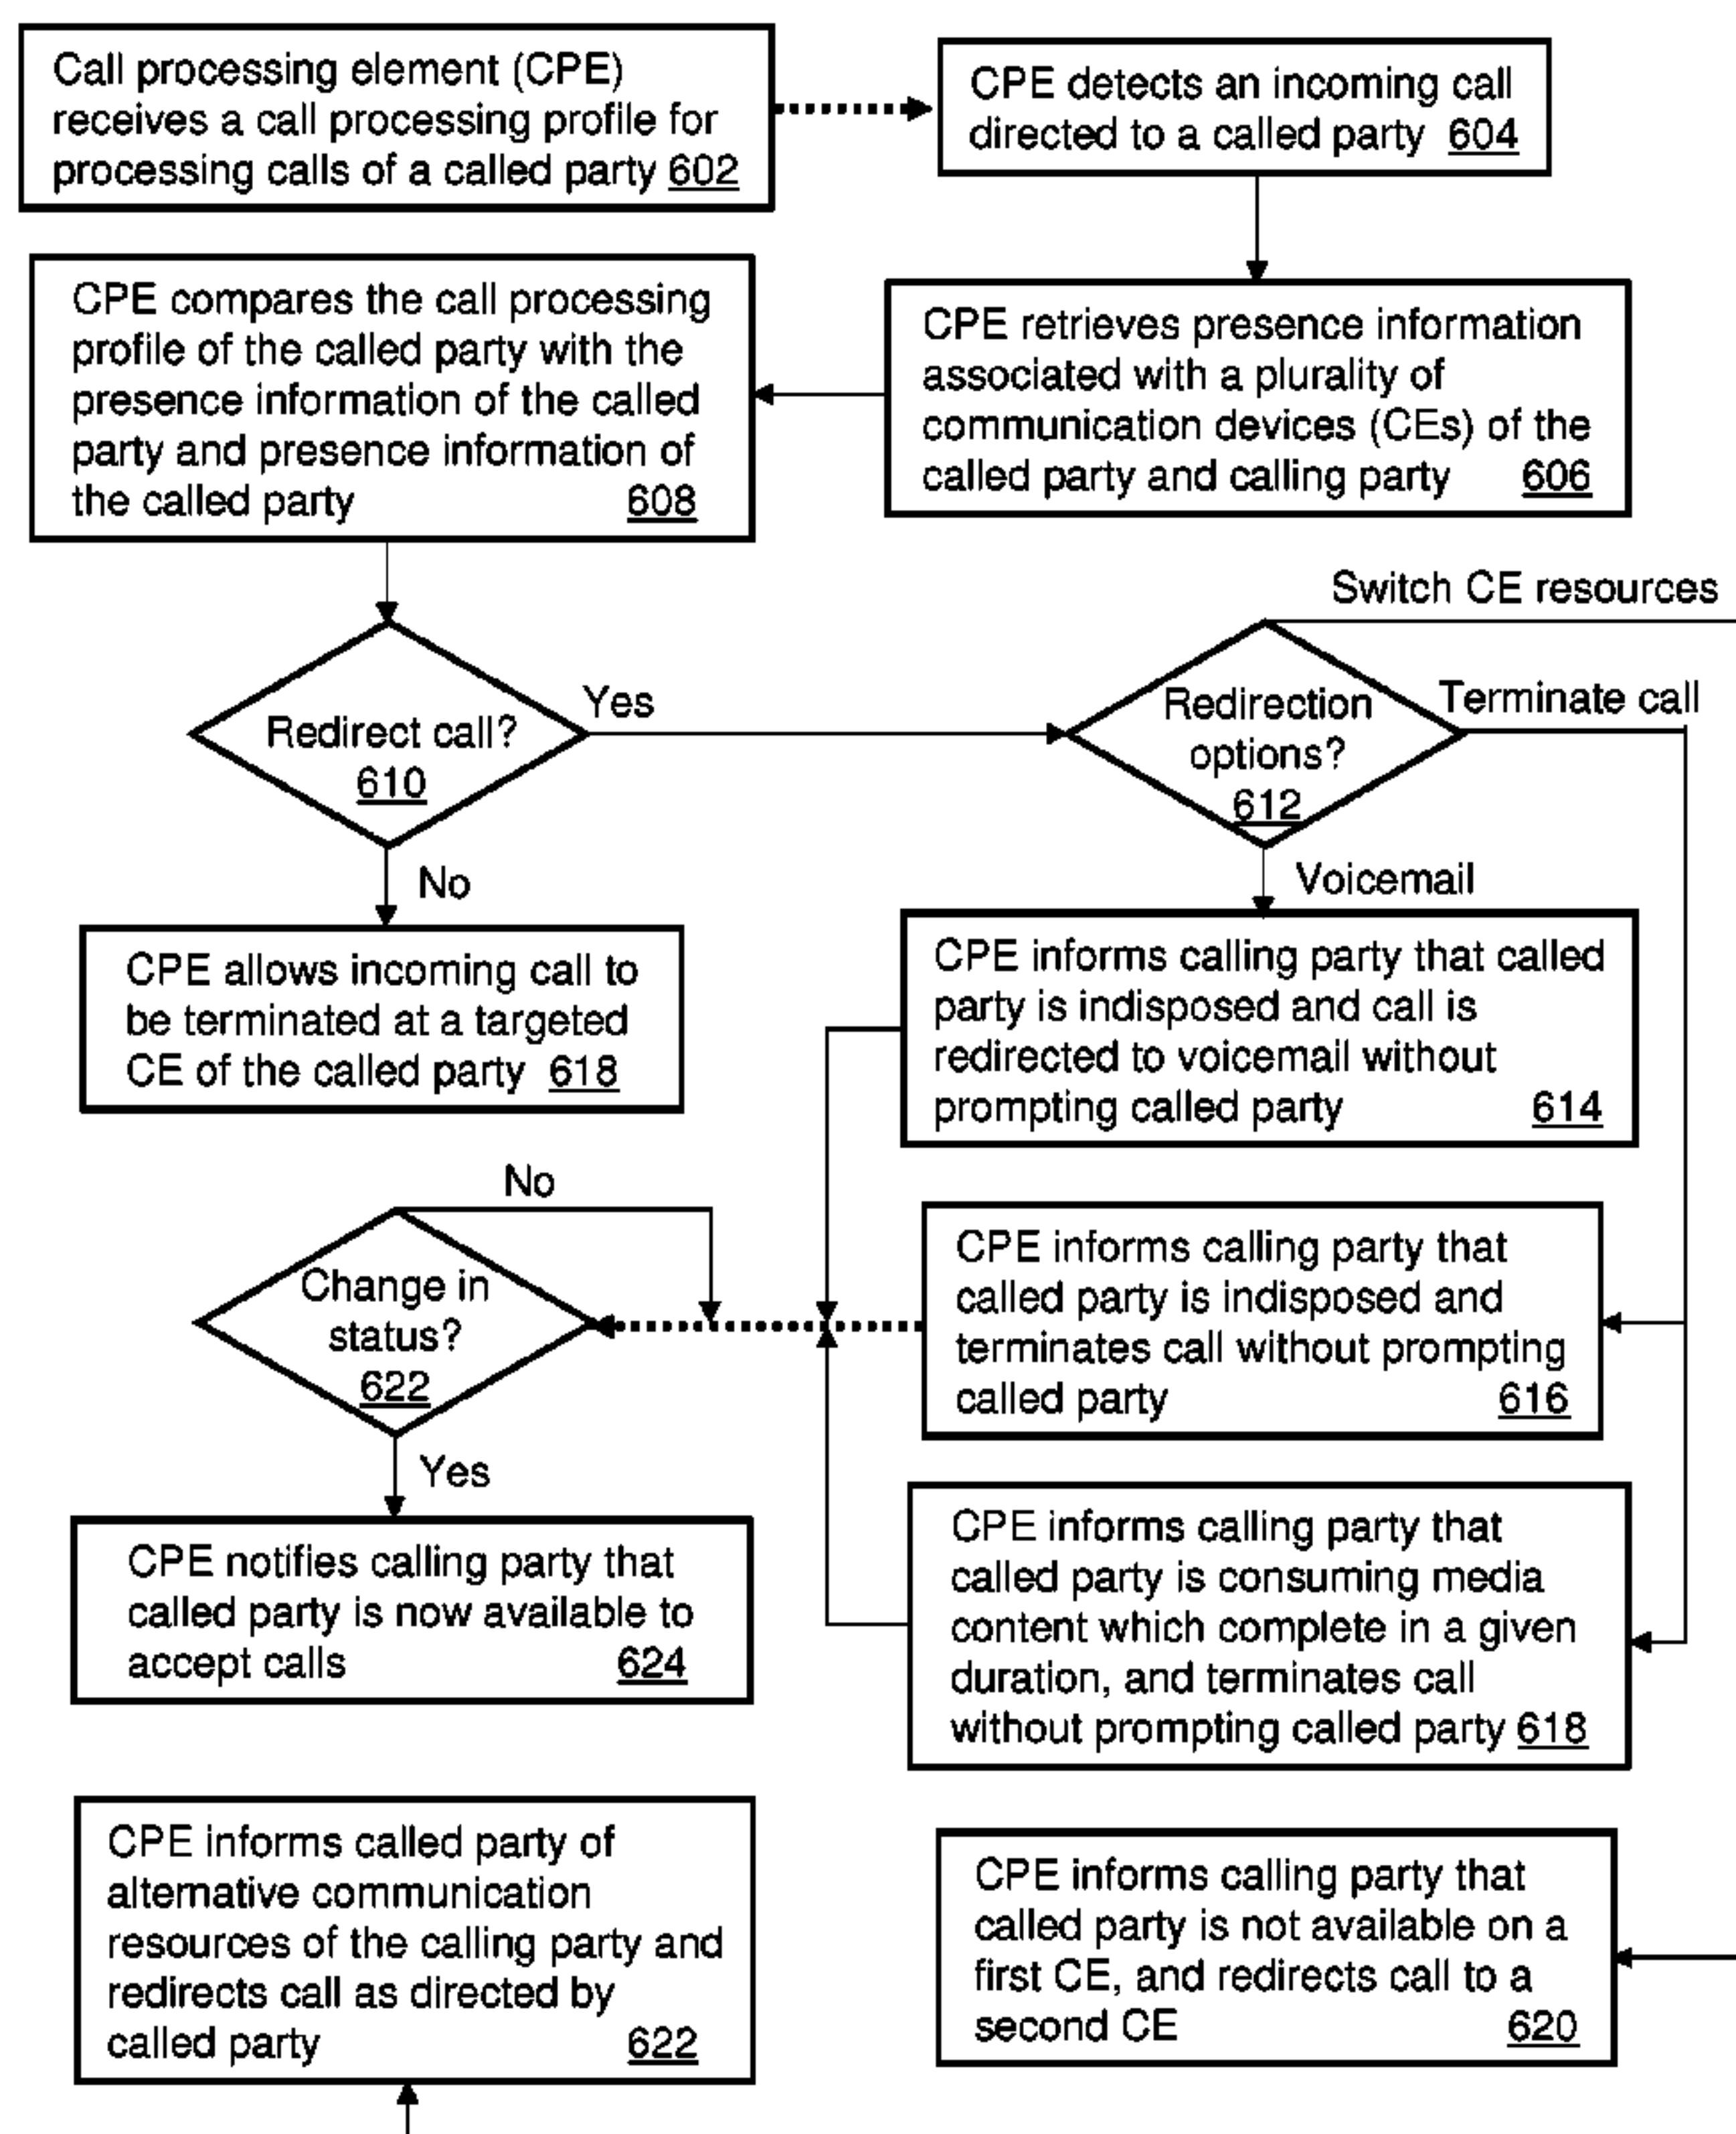 Call processing element (CPE)
receives a call processing profile for
processing calls of a called party 602
CPE detects an incoming call
directed to a called party 604
CPE retrieves presence information
associated with a plurality of
communication devices (CEs) of the
called party and calling party 606
CPE compares the call processing
profile of the called party with the
presence information of the called
party and presence information of
the called party 608
Redirect call?
610
Yes
No
Redirection
options?
612
Switch CE resources
Terminate call
Voicemail
CPE allows incoming call to
be terminated at a targeted
CE of the called party 618
CPE informs calling party that called
party is indisposed and call is
redirected to voicemail without
prompting called party 614
CPE informs calling party that
called party is indisposed and
terminates call without prompting
called party 616
No
Change in
status?
622
Yes
CPE notifies calling party that
called party is now available to
accept calls 624
CPE informs calling party that
called party is consuming media
content which complete in a given
duration, and terminates call
without prompting called party 618
CPE informs called party of
alternative communication
resources of the calling party and
redirects call as directed by
called party 622
CPE informs calling party that
called party is not available on a
first CE, and redirects call to a
second CE 620